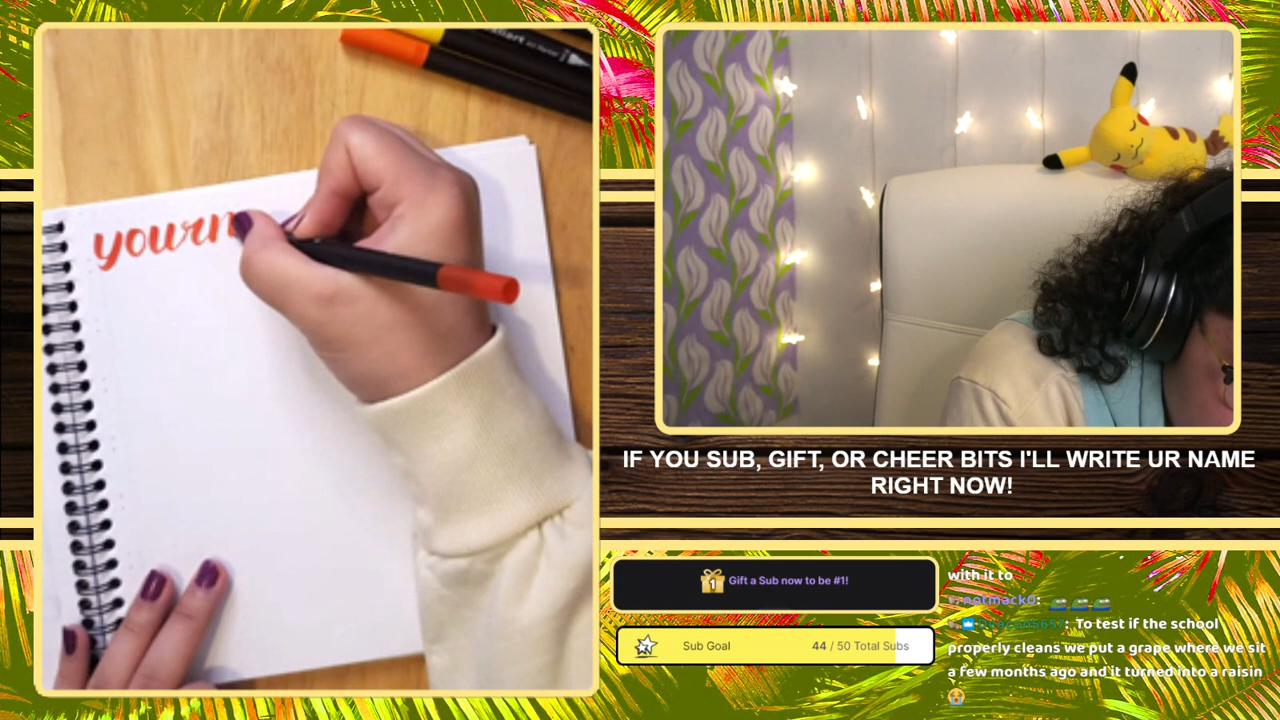 yourn
IF YOU SUB, GIFT, OR CHEER BITS I'LL WRITE UR NAME
RIGHT NOW!
1 Gift a Sub now to be #1!
Sub Goal 44 / 50 Total Subs
with it to
notmack0:
: To test if the school
properly cleans we put a grape where we sit
a few months ago and it turned into a raisin